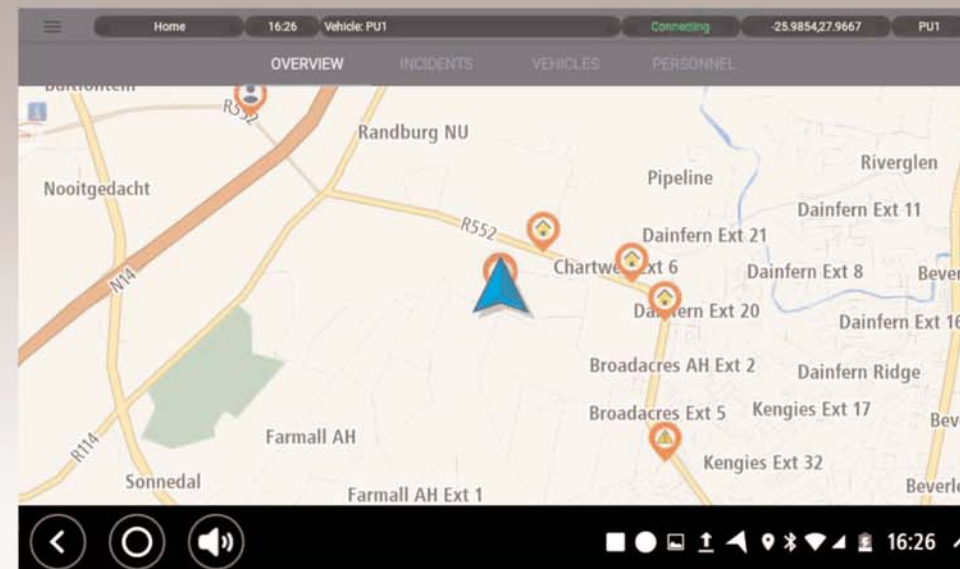 Home 16:26 Vehicle: PU1 Connecting -25.9854,27.9667 PU1
OVERVIEW INCIDENTS VEHICLES PERSONNEL
R552
Randburg NU
Riverglen
Pipeline
Nooitgedacht
Dainfern Ext 11
R552
Dainfern Ext 21
Dainfern Ext 8
N14
Dainfern Ext 20
Dainfern Ext 16
Broadacres AH Ext 2
Dainfern Ridge
Broadacres Ext 5
Kengies Ext 17
Farmall AH
R114
Kengies Ext 32
Sonnedal
Farmall AH Ext 1
16:26